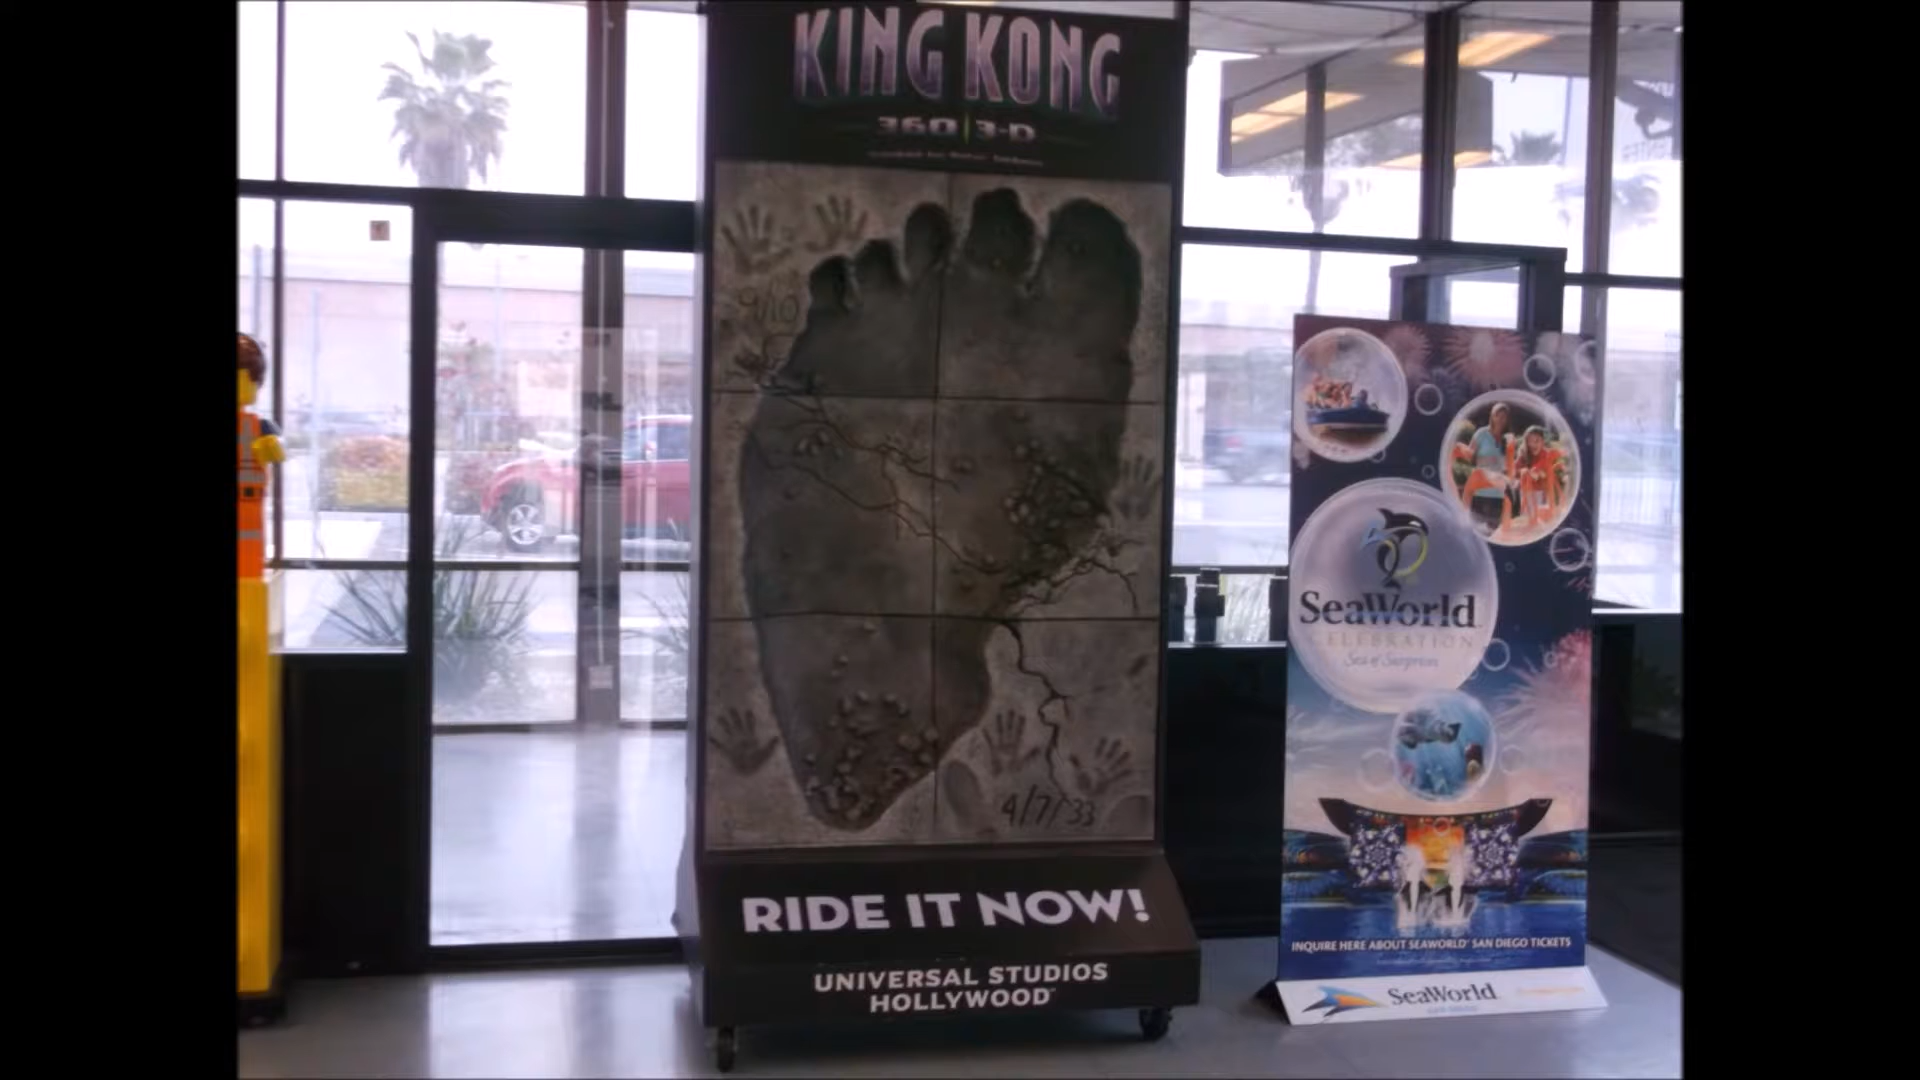 KING KONG
360 3-D
9/10
4/7/33
RIDE IT NOW!
UNIVERSAL STUDIOS
HOLLYWOOD
SeaWorld
CELEBRATION
Sea of Surprises
INQUIRE HERE ABOUT SEAWORLD® SAN DIEGO TICKETS
SeaWorld